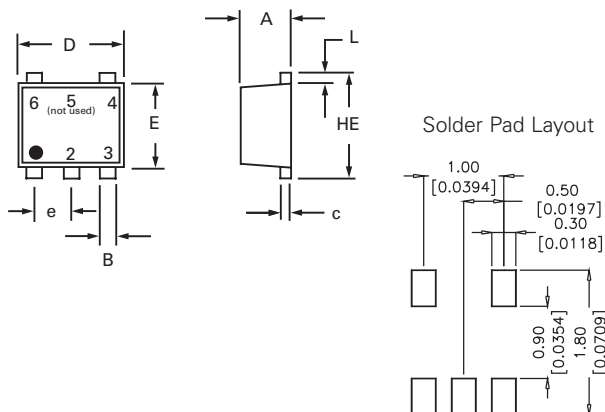 D
A
L
6 5 4
(not used)
E
HE
2 3
e
c
B
Solder Pad Layout
1.00
[0.0394]
0.50
[0.0197]
0.30
[0.0118]
0.90
[0.0354]
1.80
[0.0709]